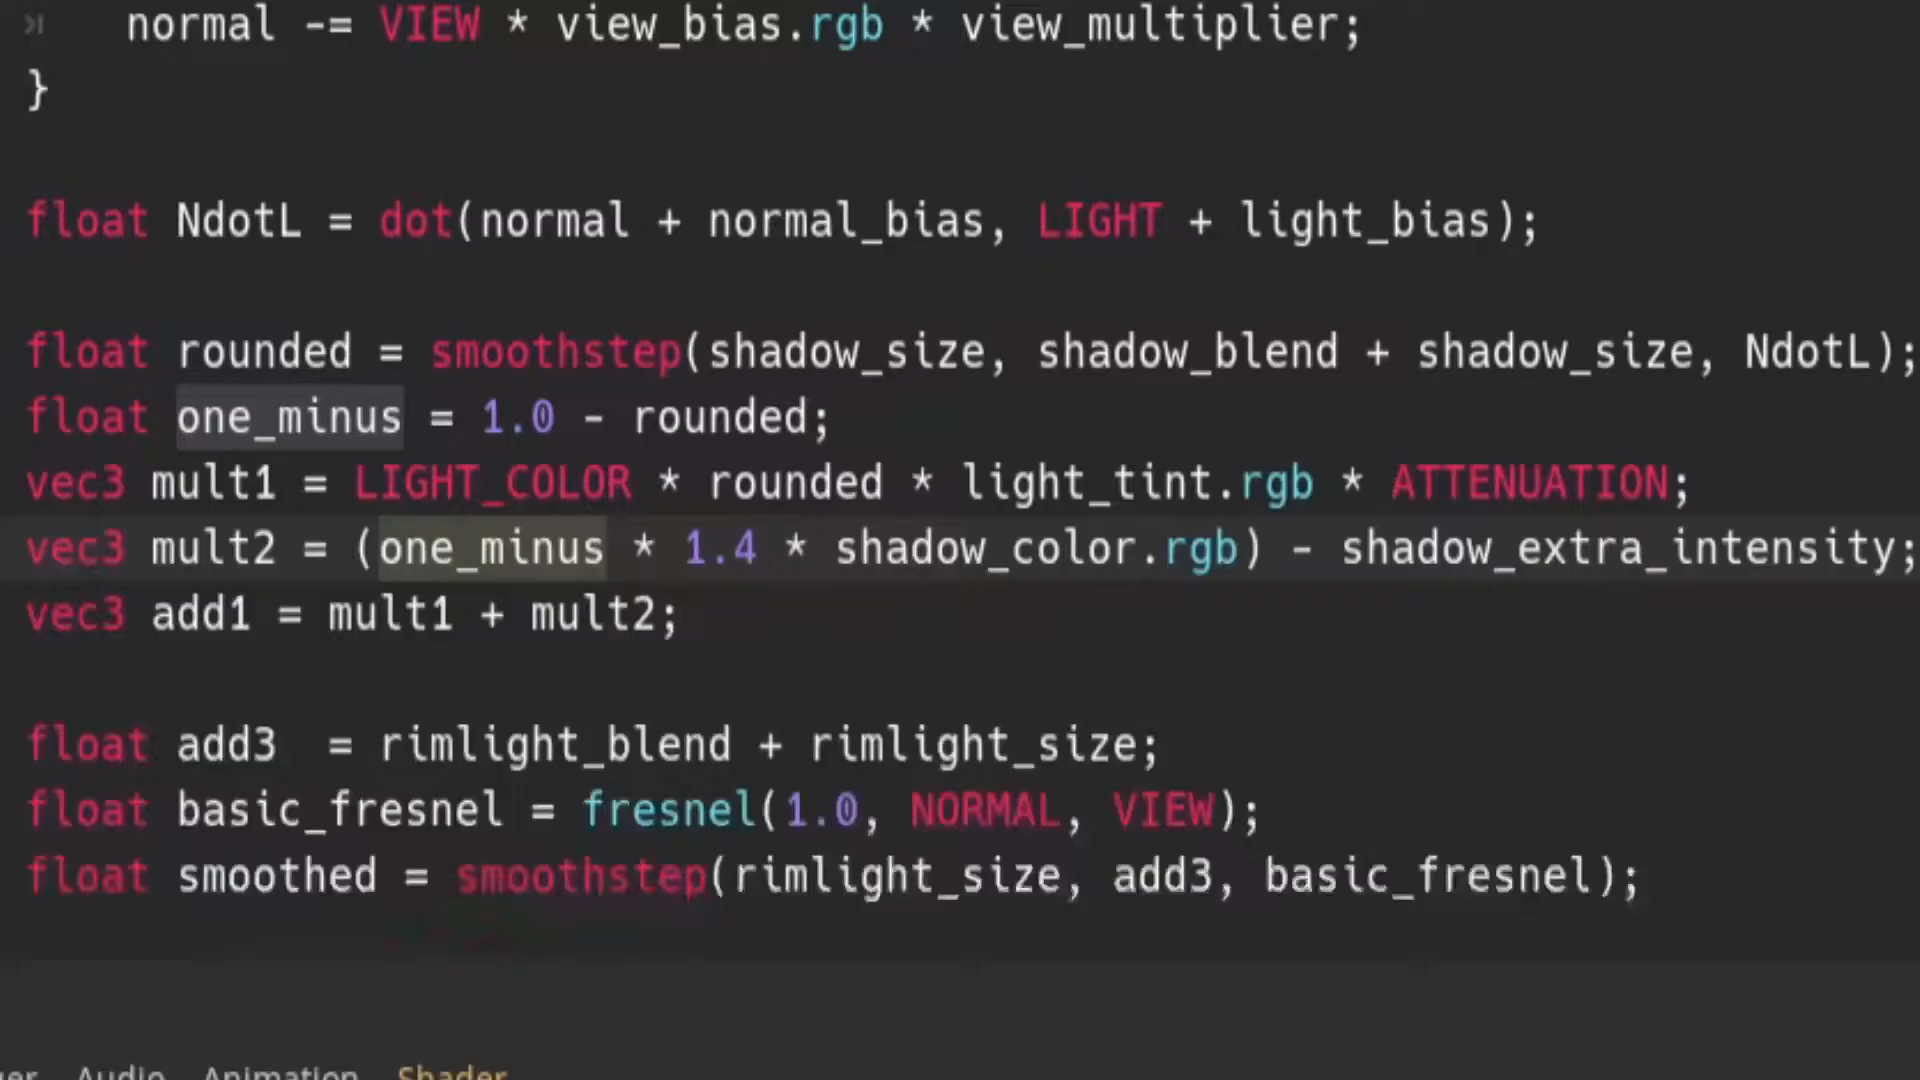 normal -= VIEW * view_bias.rgb * view_multiplier;
}
float NdotL = dot(normal + normal_bias, LIGHT + light_bias);
float rounded = smoothstep(shadow_size, shadow_blend + shadow_size, NdotL);
float one_minus = 1.0 - rounded;
vec3 mult1 = LIGHT_COLOR * rounded * light_tint.rgb * ATTENUATION;
vec3 mult2 = (one_minus * 1.4 * shadow_color.rgb) - shadow_extra_intensity;
vec3 add1 = mult1 + mult2;
float add3  = rimlight_blend + rimlight_size;
float basic_fresnel = fresnel(1.0, NORMAL, VIEW);
float smoothed = smoothstep(rimlight_size, add3, basic_fresnel);
Audio Animation Shader